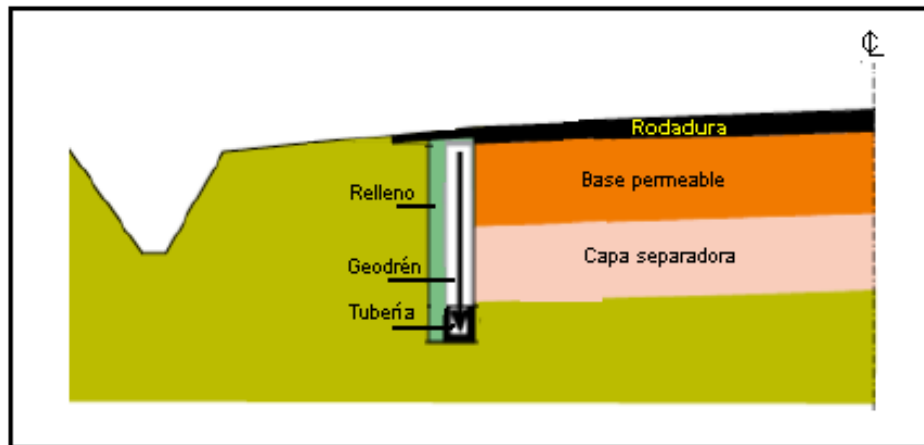 ℄
Rodadura
Base permeable
Relleno
Capa separadora
Geodrén
Tubería